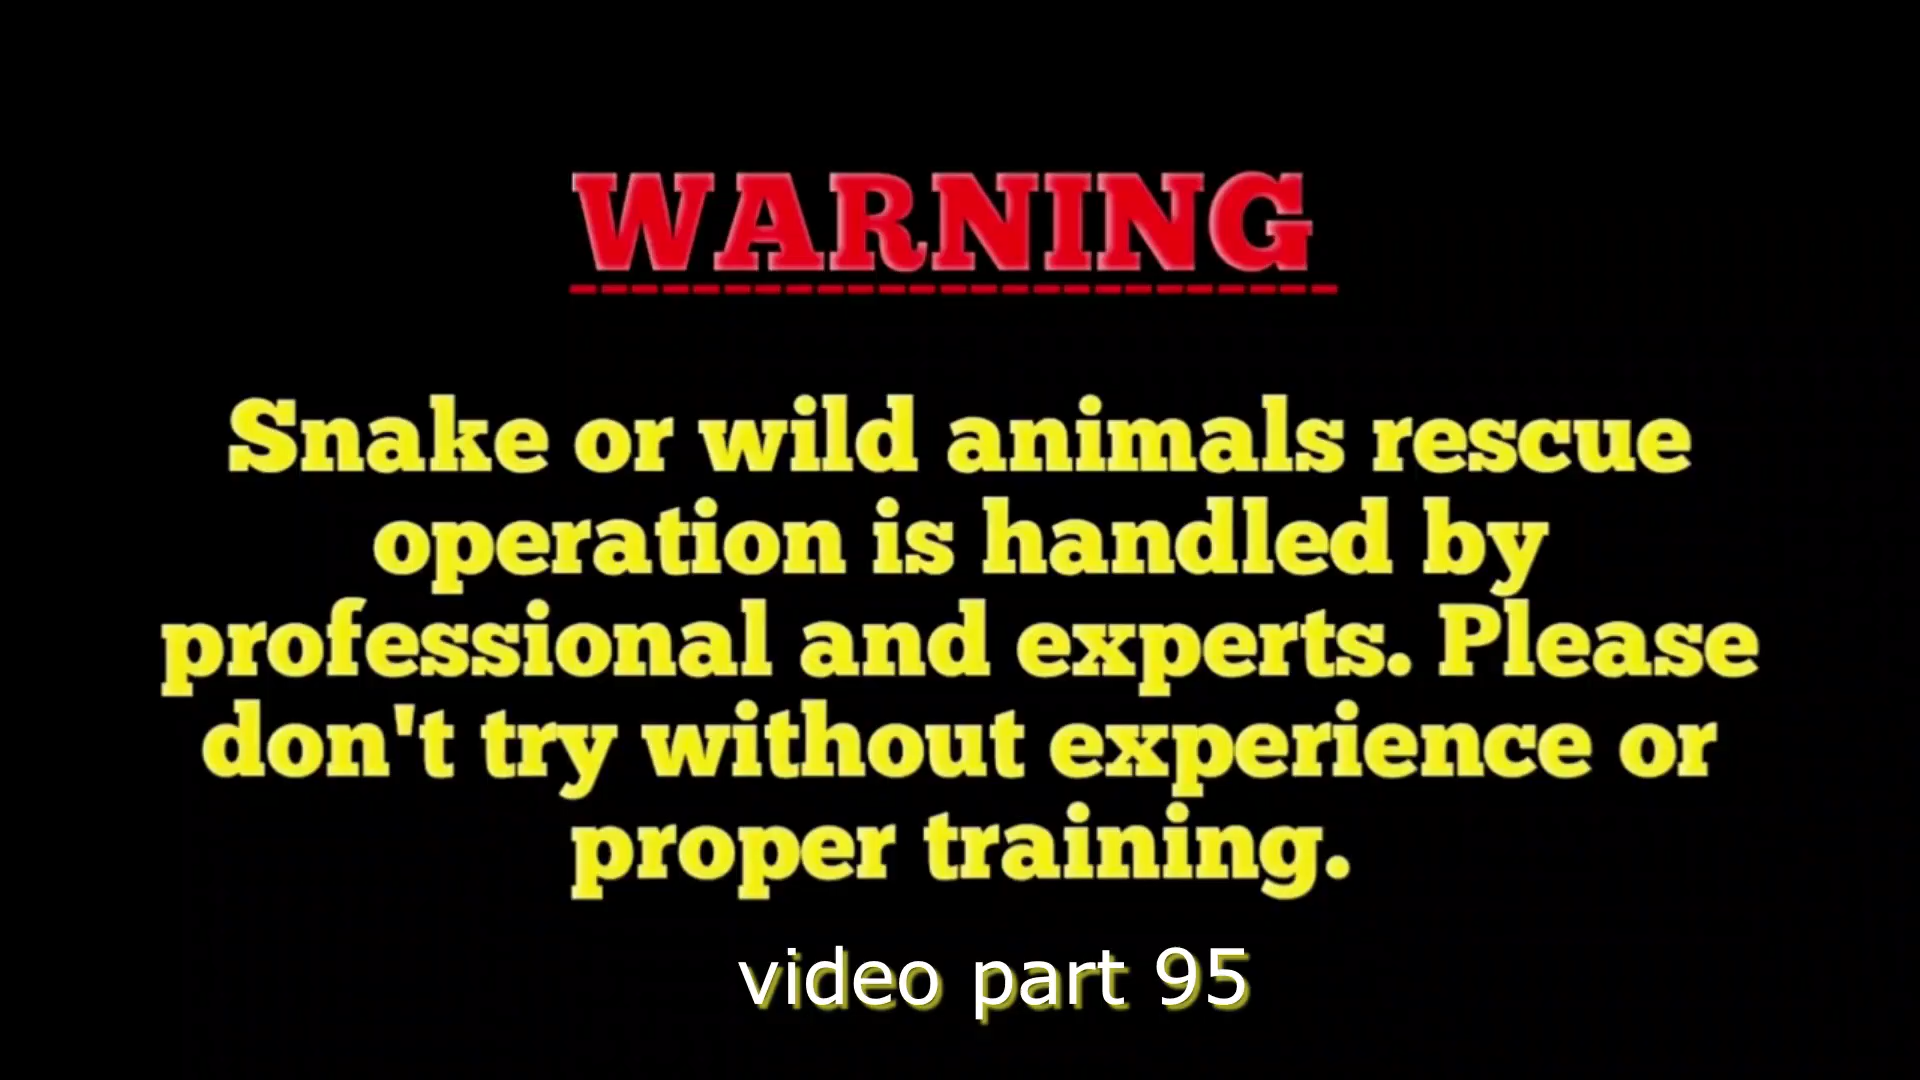 WARNING
Snake or wild animals rescue
operation is handled by
professional and experts. Please
don't try without experience or
proper training.
video part 95